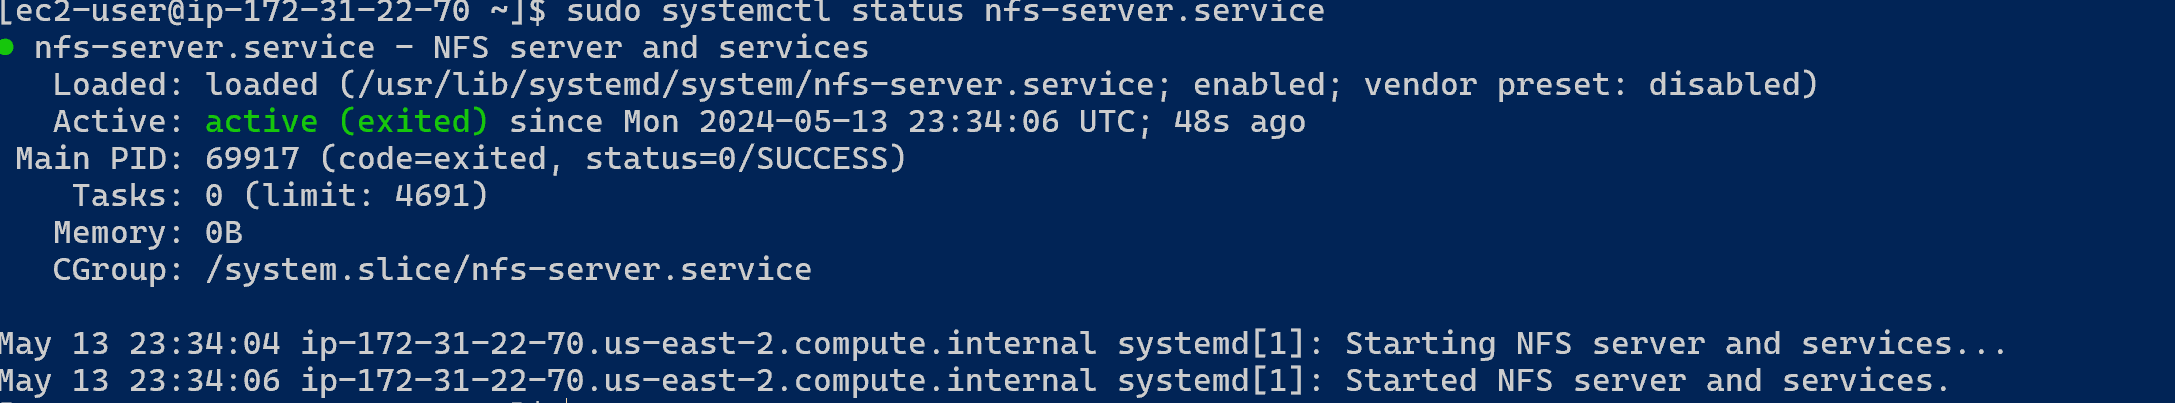 [ec2-user@ip-172-31-22-70 ~]$ sudo systemctl status nfs-server.service
● nfs-server.service - NFS server and services
Loaded: loaded (/usr/lib/systemd/system/nfs-server.service; enabled; vendor preset: disabled)
Active: active (exited) since Mon 2024-05-13 23:34:06 UTC; 48s ago
Main PID: 69917 (code=exited, status=0/SUCCESS)
Tasks: 0 (limit: 4691)
Memory: 0B
CGroup: /system.slice/nfs-server.service
May 13 23:34:04 ip-172-31-22-70.us-east-2.compute.internal systemd[1]: Starting NFS server and services...
May 13 23:34:06 ip-172-31-22-70.us-east-2.compute.internal systemd[1]: Started NFS server and services.